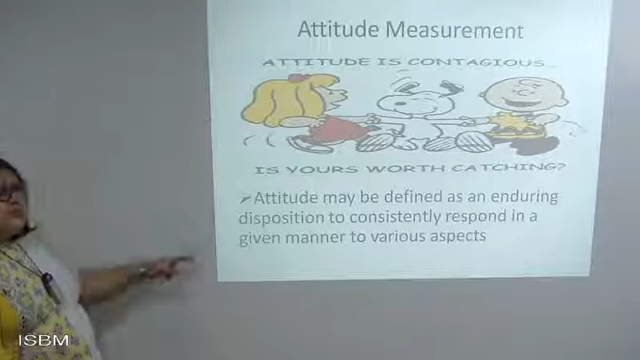 Attitude Measurement
ATTITUDE IS CONTAGIOUS...
IS YOURS WORTH CATCHING?
➢Attitude may be defined as an enduring
disposition to consistently respond in a
given manner to various aspects
ISBM